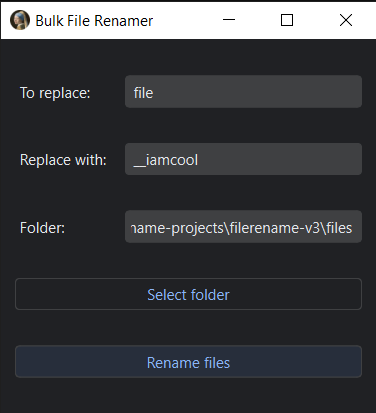 Bulk File Renamer
To replace: file
Replace with: __iamcool
Folder: name-projects\filerename-v3\files
Select folder
Rename files